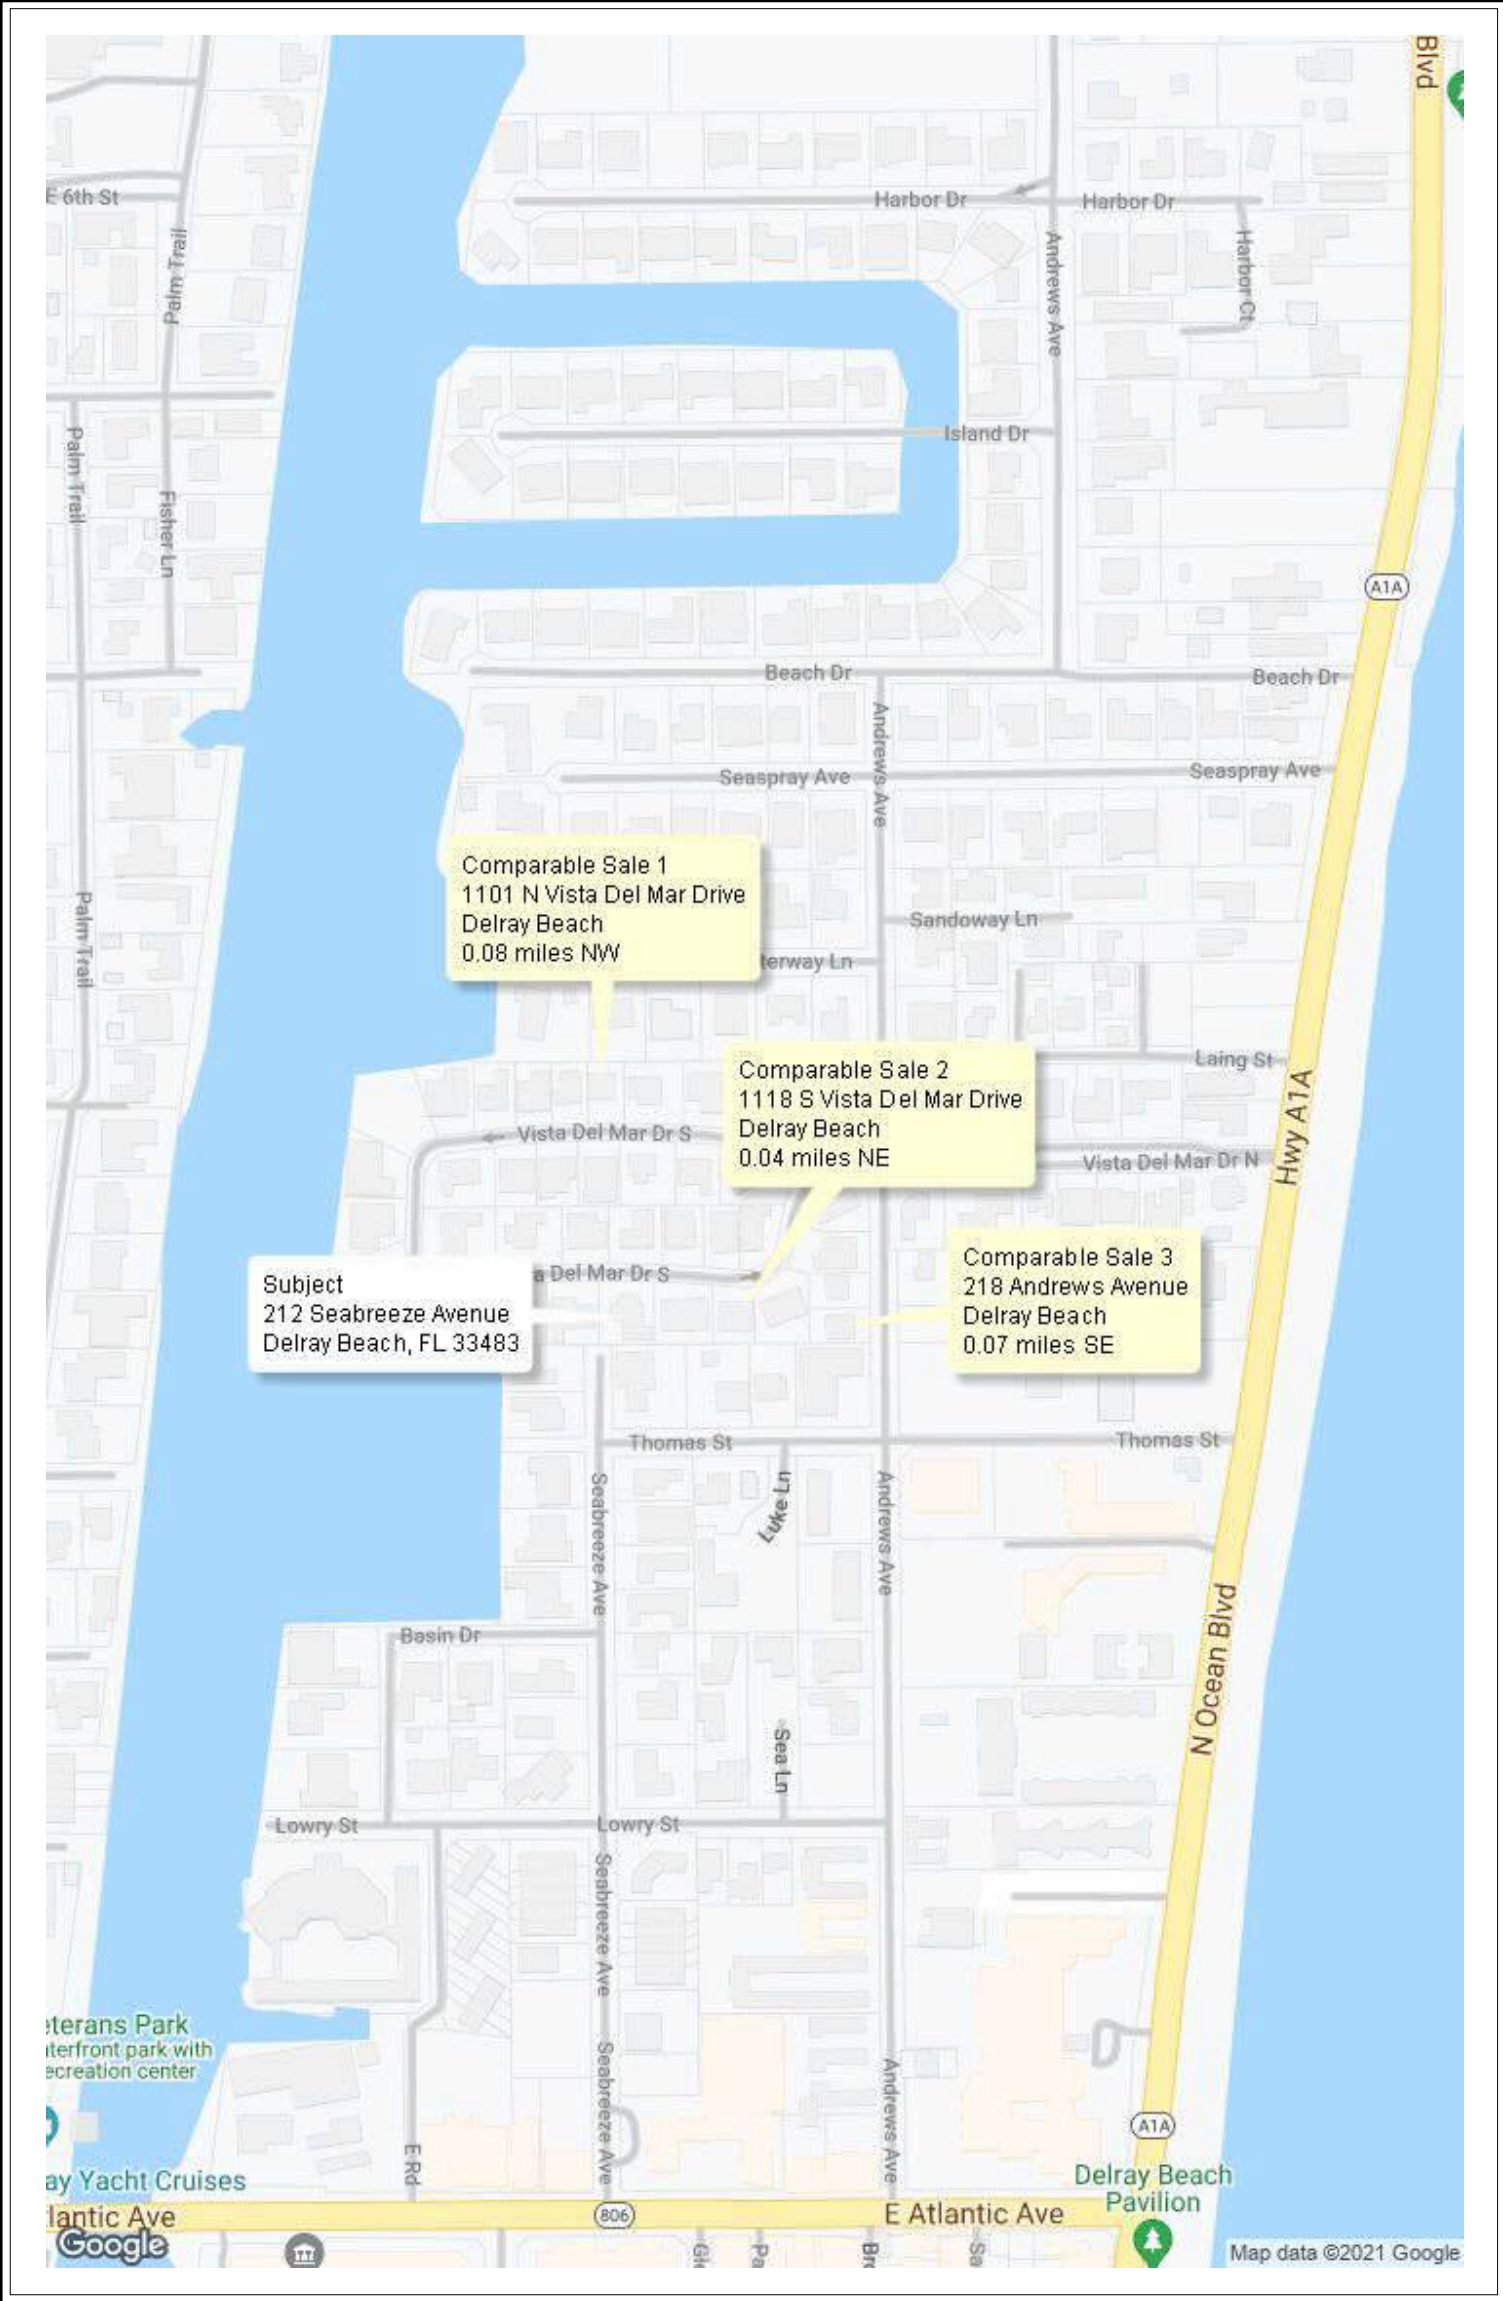 Blvd
E 6th St
Palm Trail
Harbor Dr
Harbor Dr
Andrews Ave
Harbor Ct
Palm Trail
Fisher Ln
Island Dr
A1A
Beach Dr
Beach Dr
Andrews Ave
Seaspray Ave
Seaspray Ave
Comparable Sale 1
1101 N Vista Del Mar Drive
Delray Beach
0.08 miles NW
Palm Trail
Sandoway Ln
terway Ln
Laing St
Hwy A1A
Comparable Sale 2
1118 S Vista Del Mar Drive
Delray Beach
0.04 miles NE
Vista Del Mar Dr S
Vista Del Mar Dr N
Comparable Sale 3
218 Andrews Avenue
Delray Beach
0.07 miles SE
a Del Mar Dr S
Subject
212 Seabreeze Avenue
Delray Beach, FL 33483
Thomas St
Thomas St
Seabreeze Ave
Luke Ln
Andrews Ave
N Ocean Blvd
Basin Dr
Sea Ln
Lowry St
Lowry St
Seabreeze Ave
Seabreeze Ave
Andrews Ave
E Rd
eterans Park
aterfront park with
ecreation center
A1A
ay Yacht Cruises
Delray Beach
Pavilion
lantic Ave
806
E Atlantic Ave
Google
Gle
Pa
Bro
Sa
Map data ©2021 Google